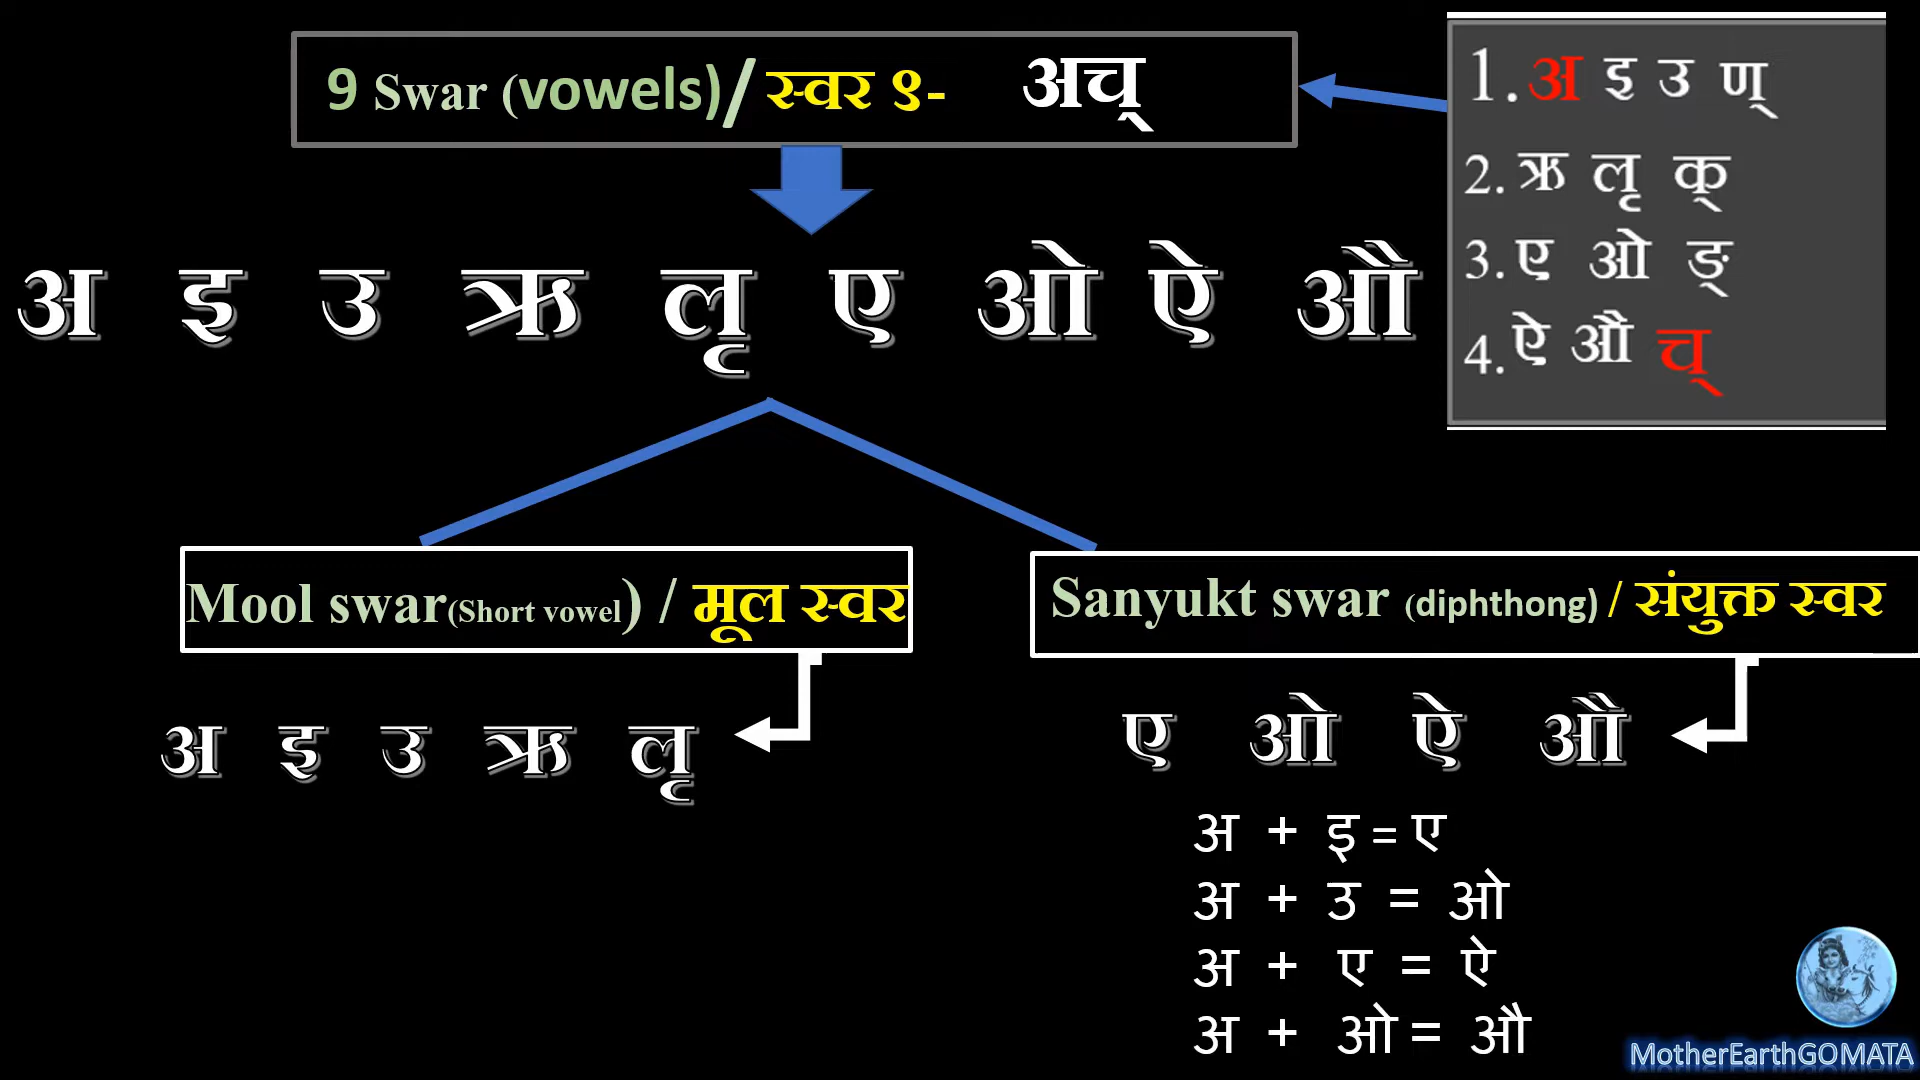 9 Swar (vowels)/ स्वर ९- अच्
1. अ इ उ ण्
2. ऋ लृ क्
3. ए ओ ङ्
4. ऐ औ च्
अ इ उ ऋ लृ ए ओ ऐ औ
Mool swar(Short vowel) / मूल स्वर
Sanyukt swar (diphthong) / संयुक्त स्वर
अ इ उ ऋ लृ
ए ओ ऐ औ
अ + इ = ए
अ + उ = ओ
अ + ए = ऐ
अ + ओ = औ
MotherEarthGOMATA